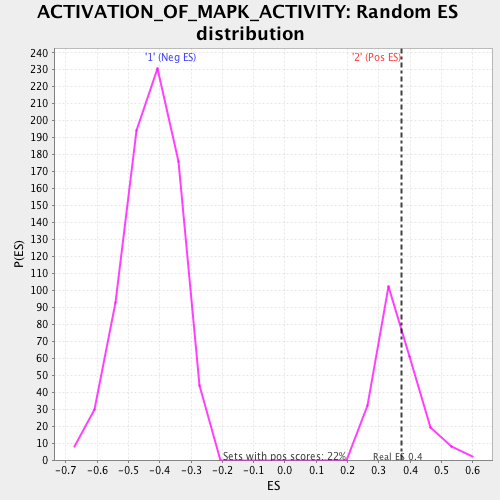 ACTIVATION_OF_MAPK_ACTIVITY: Random ES
distribution
'1' (Neg ES)
'2' (Pos ES)
240
230
220
210
200
190
180
170
160
150
140
130
120
110
100
90
80
70
60
50
40
30
20
10
0
P(ES)
Sets with pos scores: 22%
Real ES 0.4
-0.7 -0.6 -0.5 -0.4 -0.3 -0.2 -0.1 0.0 0.1 0.2 0.3 0.4 0.5 0.6
ES